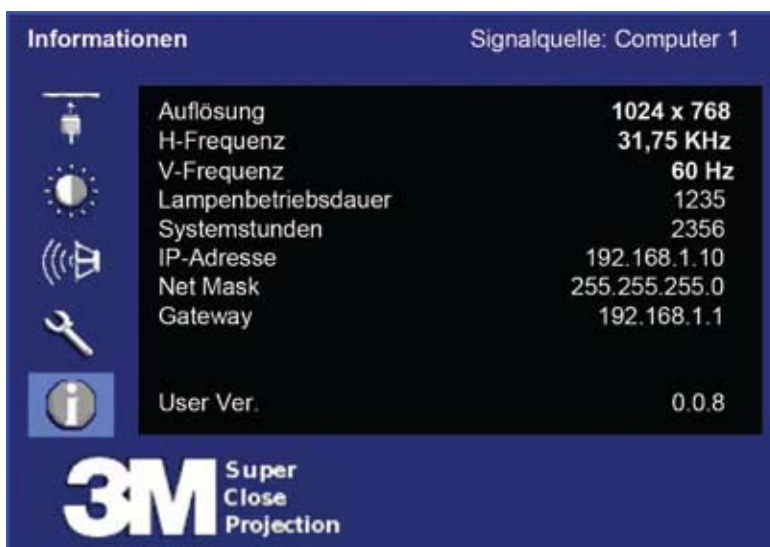 Informationen Signalquelle: Computer 1
Auflösung 1024 x 768
H-Frequenz 31,75 KHz
V-Frequenz 60 Hz
Lampenbetriebsdauer 1235
Systemstunden 2356
IP-Adresse 192.168.1.10
Net Mask 255.255.255.0
Gateway 192.168.1.1
User Ver. 0.0.8
3M Super
Close
Projection